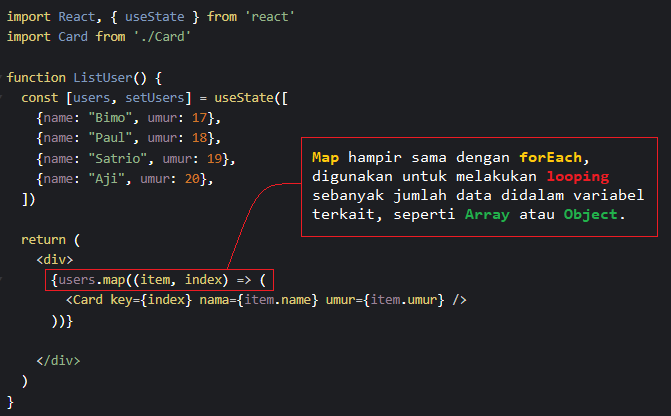 import React, { useState } from 'react'
import Card from './Card'
function ListUser() {
const [users, setUsers] = useState([
{name: "Bimo", umur: 17},
{name: "Paul", umur: 18},
{name: "Satrio", umur: 19},
{name: "Aji", umur: 20},
])
return (
<div>
{users.map((item, index) => (
<Card key={index} nama={item.name} umur={item.umur} />
))}
</div>
)
}
Map hampir sama dengan forEach,
digunakan untuk melakukan looping
sebanyak jumlah data didalam variabel
terkait, seperti Array atau Object.